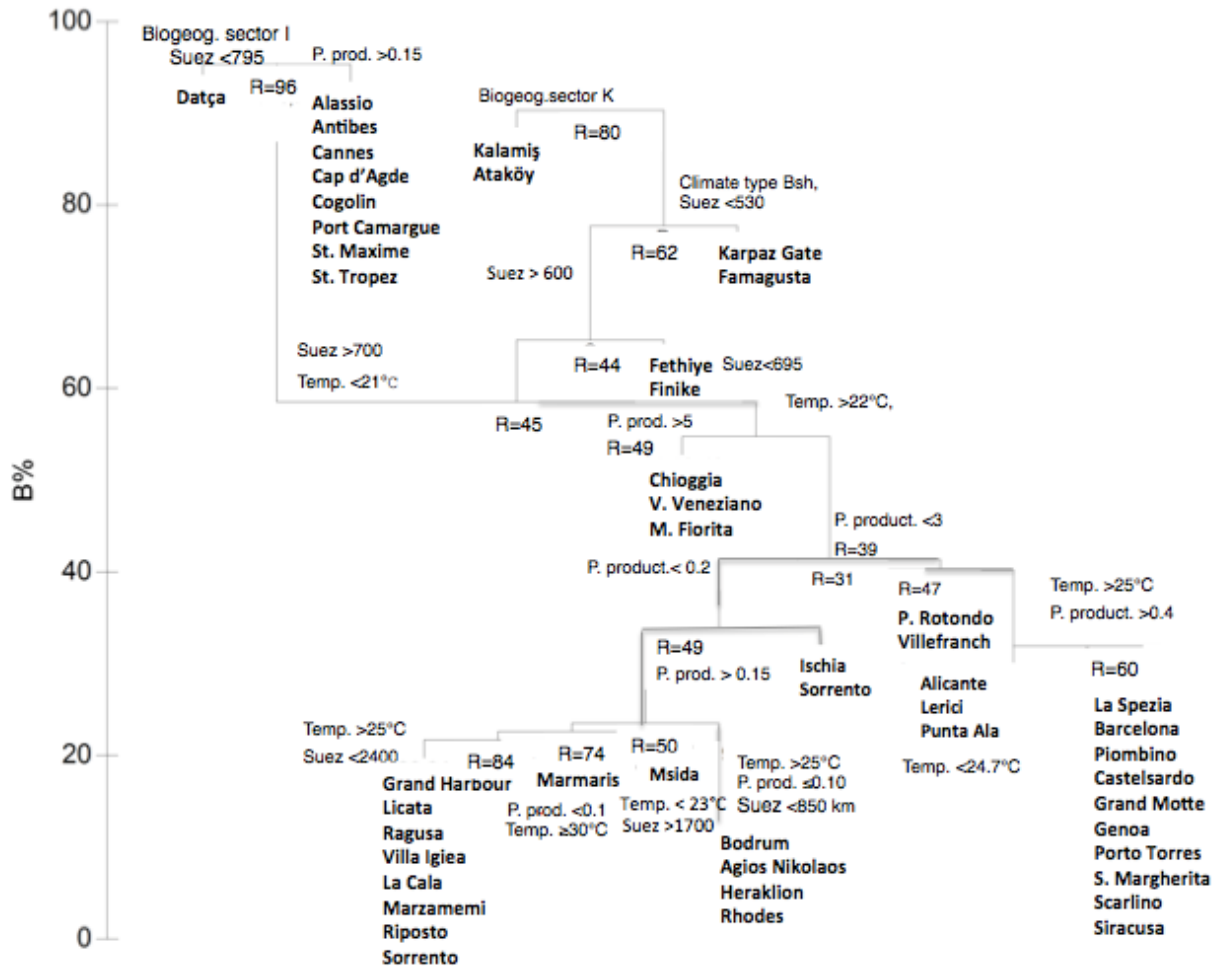 100
Biogeog. sector I
Suez <795
P. prod. >0.15
R=96
Datça
Alassio
Antibes
Cannes
Cap d’Agde
Cogolin
Port Camargue
St. Maxime
St. Tropez
Biogeog.sector K
R=80
Kalamiş
Ataköy
80
Climate type Bsh,
Suez <530
R=62
Karpaz Gate
Famagusta
Suez > 600
Suez >700
Temp. <21°C
R=44
Fethiye
Finike
Suez<695
60
R=45
P. prod. >5
Temp. >22°C,
R=49
Chioggia
V. Veneziano
M. Fiorita
B%
P. product. <3
R=39
40
P. product.< 0.2
R=31
R=47
Temp. >25°C
P. product. >0.4
P. Rotondo
Villefranch
R=49
P. prod. > 0.15
Ischia
Sorrento
Alicante
Lerici
Punta Ala
Temp. <24.7°C
R=60
La Spezia
Barcelona
Piombino
Castelsardo
Grand Motte
Genoa
Porto Torres
S. Margherita
Scarlino
Siracusa
20
Temp. >25°C
Suez <2400
R=84
Grand Harbour
Licata
Ragusa
Villa Igiea
La Cala
Marzamemi
Riposto
Sorrento
R=74
Marmaris
P. prod. <0.1
Temp. ≥30°C
R=50
Msida
Temp. < 23°C
Suez >1700
Temp. >25°C
P. prod. ≤0.10
Suez <850 km
Bodrum
Agios Nikolaos
Heraklion
Rhodes
0